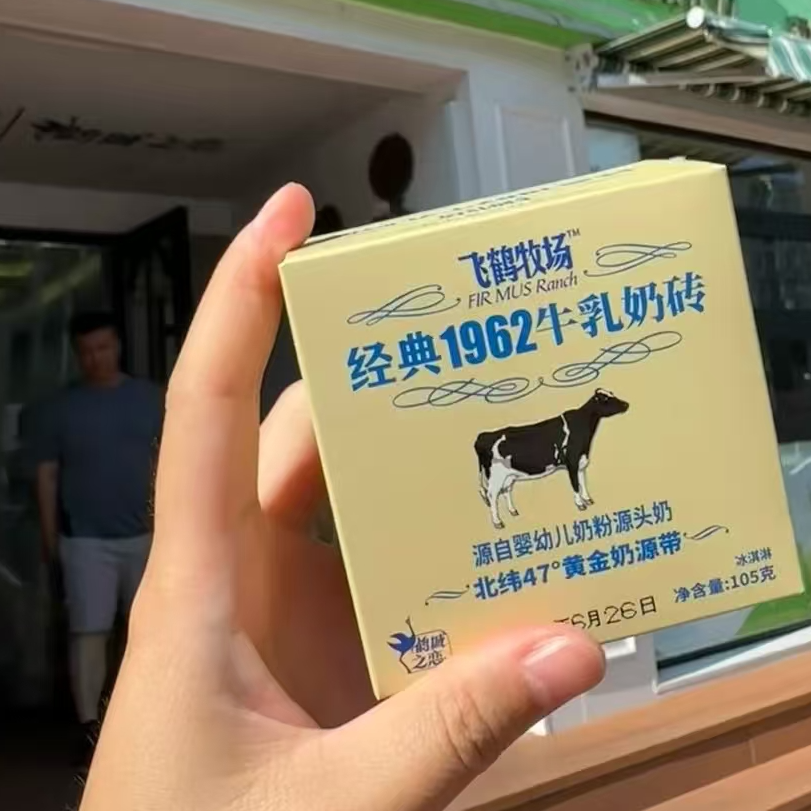 飞鹤牧场™
FIRMUS Ranch
经典1962牛乳奶砖
源自婴幼儿奶粉源头奶
北纬47°黄金奶源带
冰淇淋
净含量:105克
6月26日
鹤城
之恋